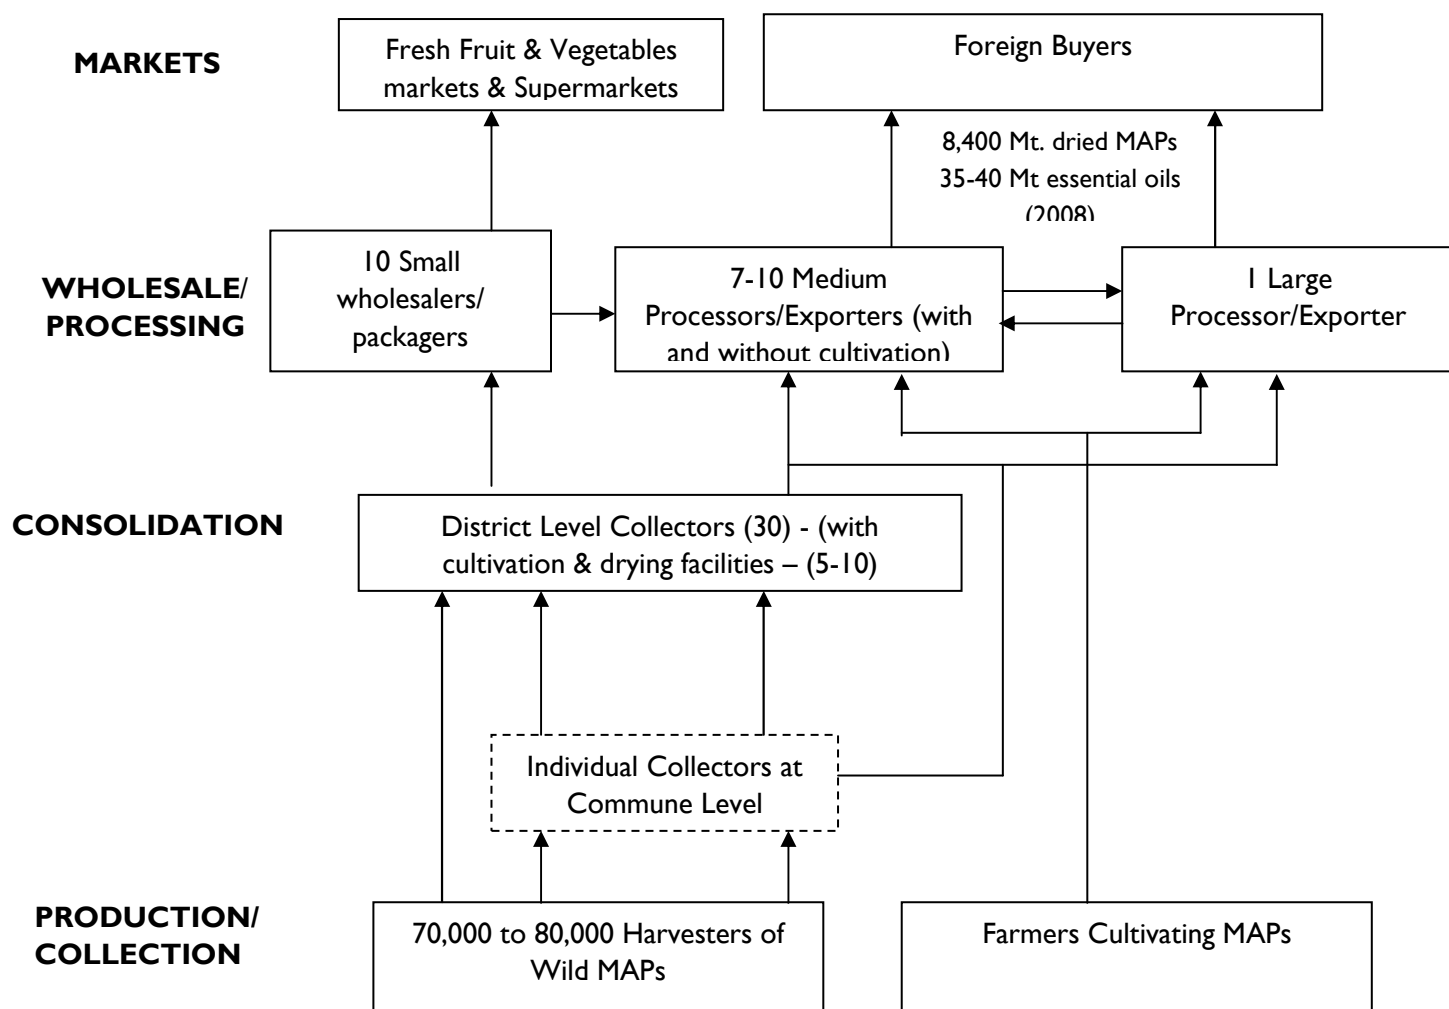 MARKETS
Fresh Fruit & Vegetables
markets & Supermarkets
Foreign Buyers
8,400 Mt. dried MAPs
35-40 Mt essential oils
(2008)
WHOLESALE/
PROCESSING
10 Small
wholesalers/
packagers
7-10 Medium
Processors/Exporters (with
and without cultivation)
1 Large
Processor/Exporter
CONSOLIDATION
District Level Collectors (30) - (with
cultivation & drying facilities – (5-10)
Individual Collectors at
Commune Level
PRODUCTION/
COLLECTION
70,000 to 80,000 Harvesters of
Wild MAPs
Farmers Cultivating MAPs